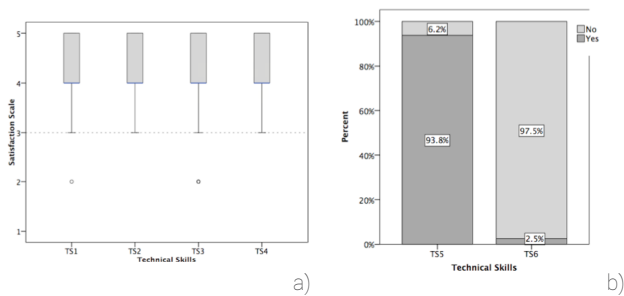 Satisfaction Scale
5
4
3
2
1
TS1 TS2 TS3 TS4
Technical Skills
a)
Percent
100%
80%
60%
40%
20%
0%
6.2%
93.8%
97.5%
2.5%
No
Yes
TS5 TS6
Technical Skills
b)